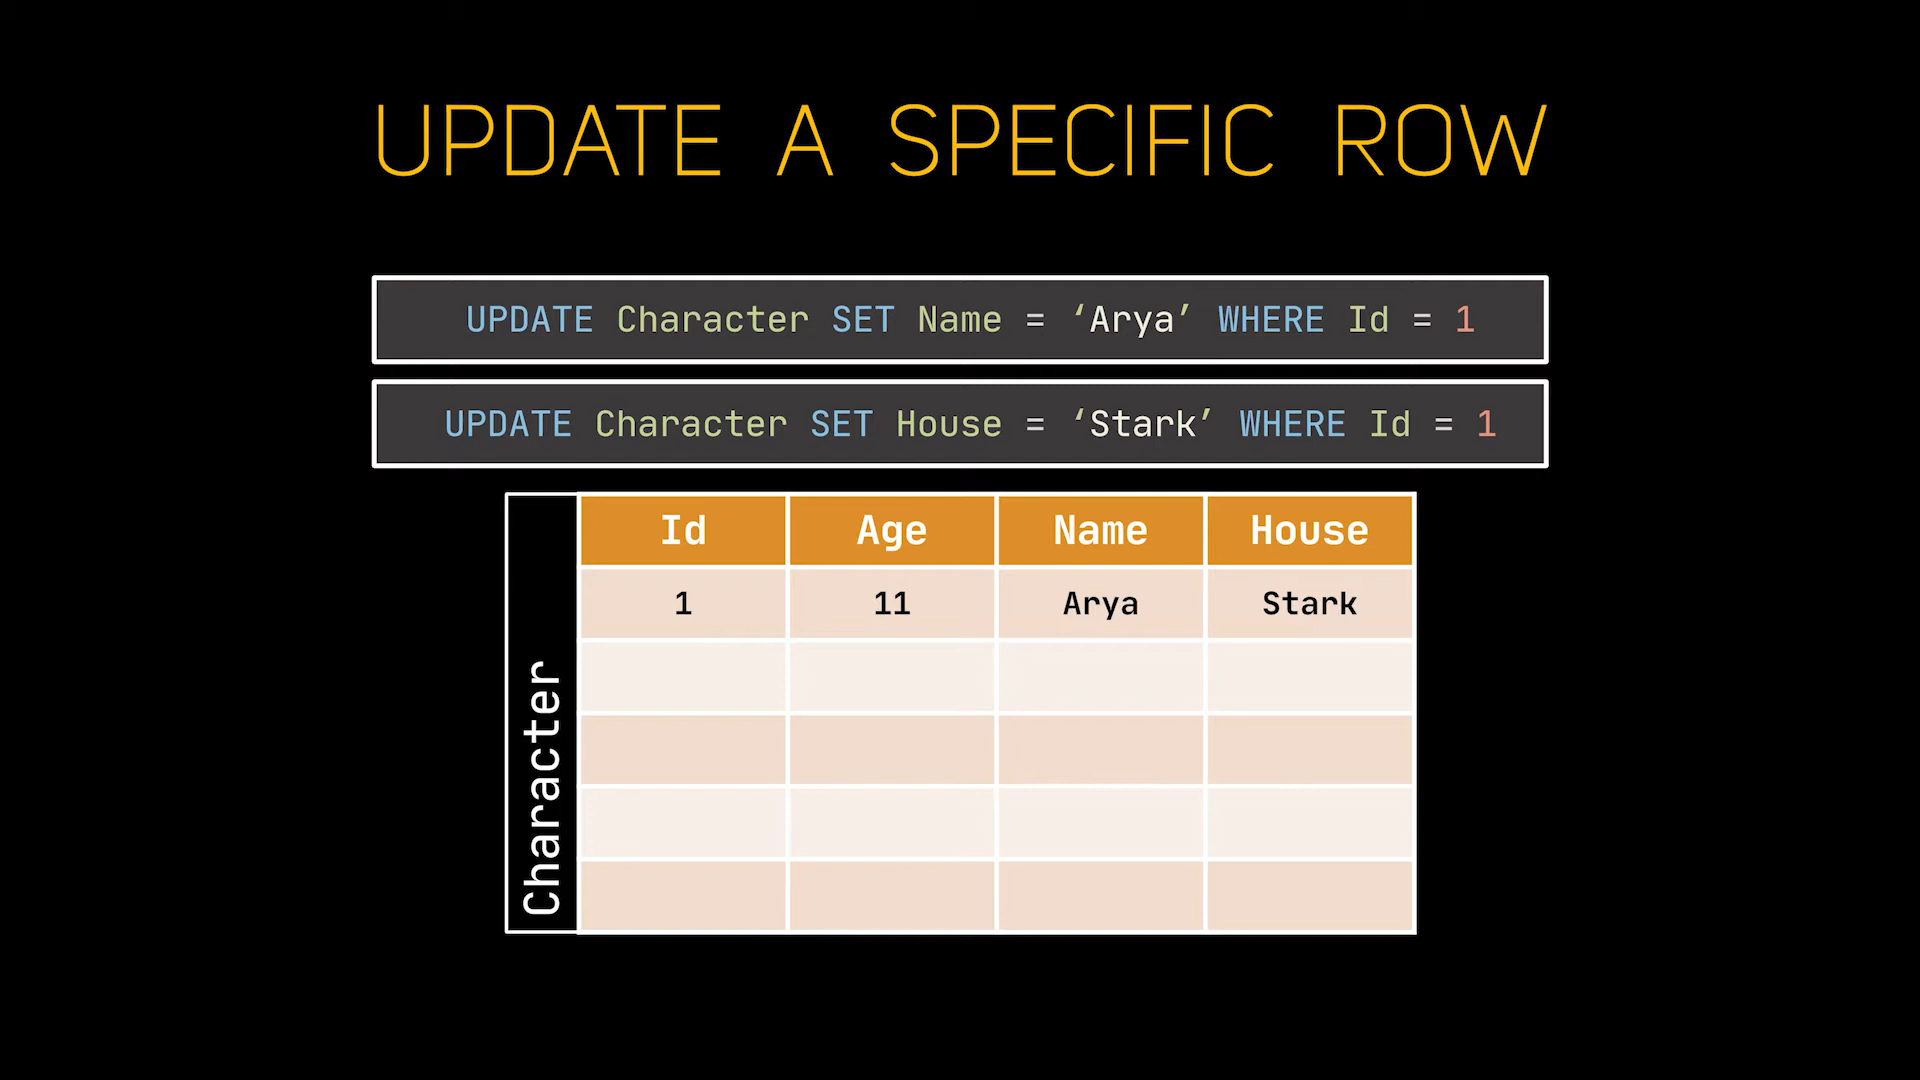 UPDATE A SPECIFIC ROW
UPDATE Character SET Name = ‘Arya’ WHERE Id = 1
UPDATE Character SET House = ‘Stark’ WHERE Id = 1
Character
Id Age Name House
1 11 Arya Stark